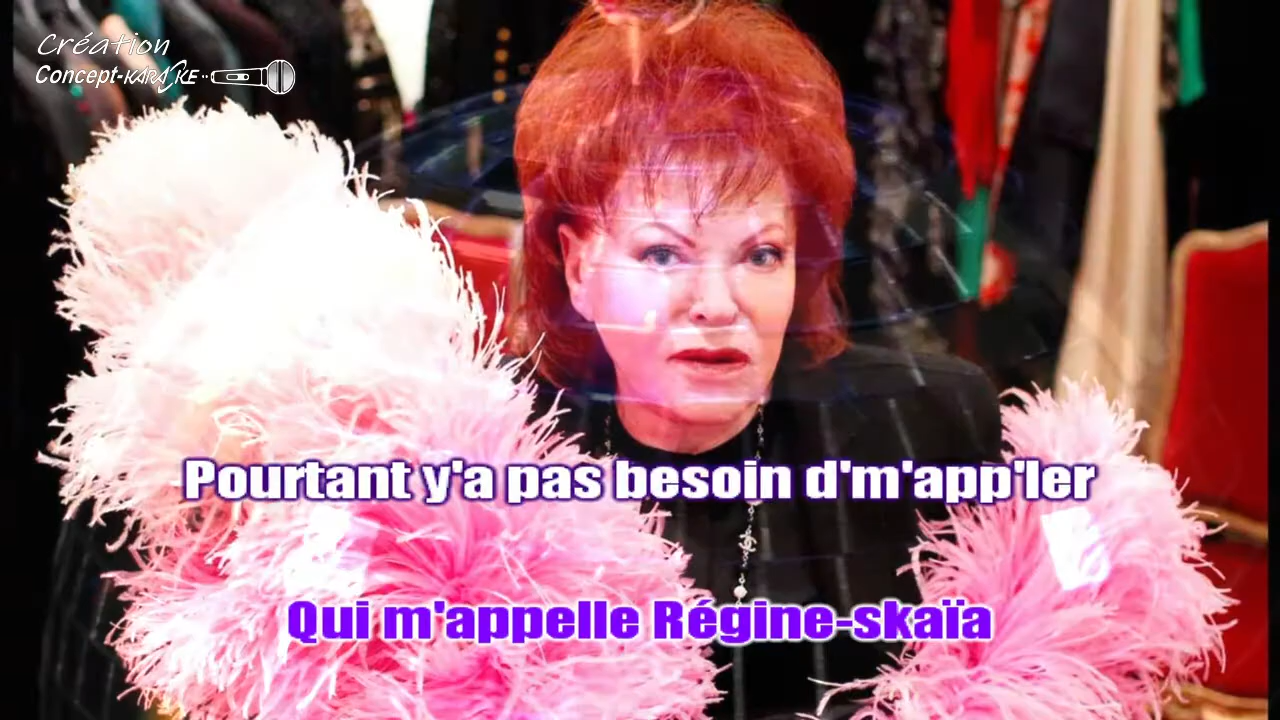 Création
Concept-KARAOKE
Pourtant y'a pas besoin d'm'app'ler
Qui m'appelle Régine-skaïa